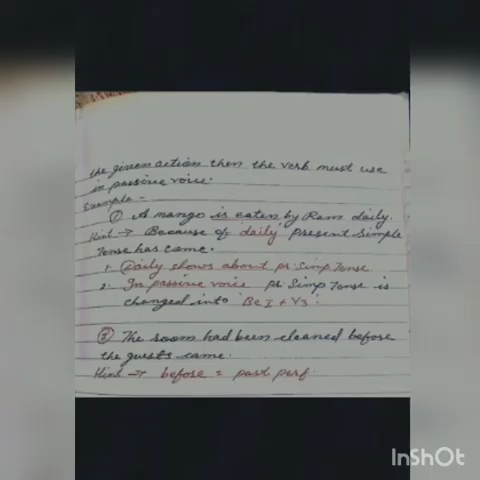 the given action then the verb must use
in passive voice.
Example -
① A mango is eaten by Ram daily.
Hint → Because of daily, Present Simple
Tense has come.
1. Daily shows about pr. Simp Tense.
2. In passive voice pr. Simp Tense is
changed into 'Be I + V3'.
② The room had been cleaned before
the guests came.
Hint → before = past perf.
InShOt